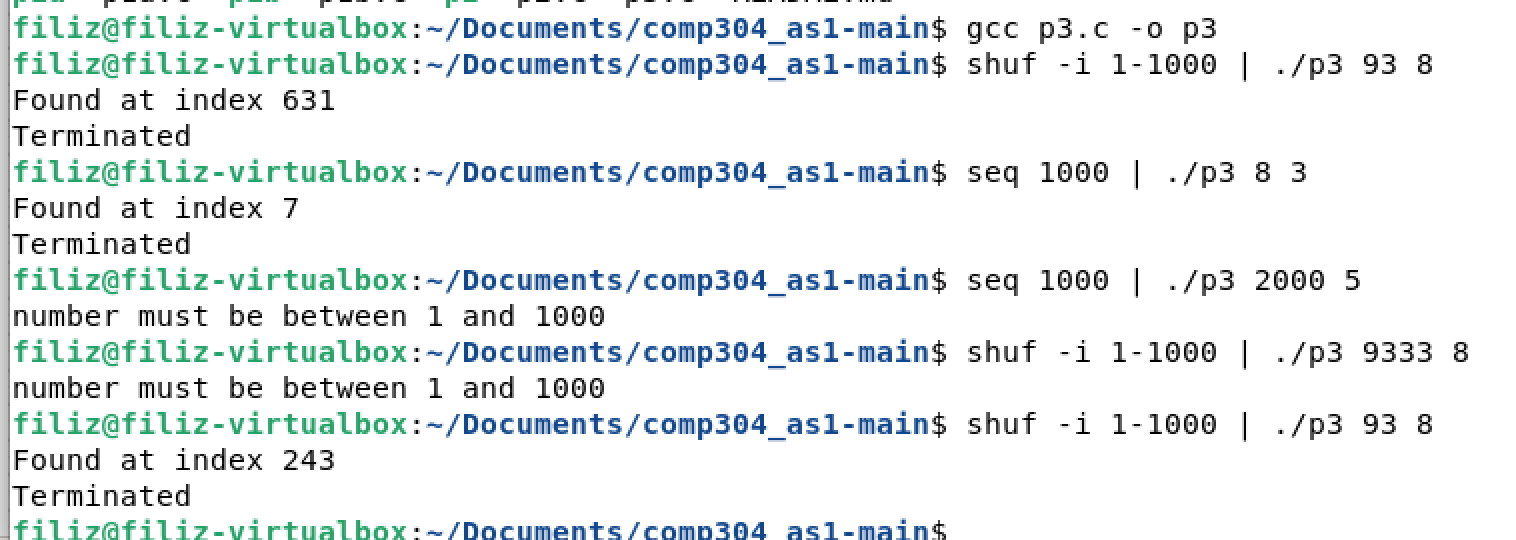 filiz@filiz-virtualbox:~/Documents/comp304_as1-main$ gcc p3.c -o p3
filiz@filiz-virtualbox:~/Documents/comp304_as1-main$ shuf -i 1-1000 | ./p3 93 8
Found at index 631
Terminated
filiz@filiz-virtualbox:~/Documents/comp304_as1-main$ seq 1000 | ./p3 8 3
Found at index 7
Terminated
filiz@filiz-virtualbox:~/Documents/comp304_as1-main$ seq 1000 | ./p3 2000 5
number must be between 1 and 1000
filiz@filiz-virtualbox:~/Documents/comp304_as1-main$ shuf -i 1-1000 | ./p3 9333 8
number must be between 1 and 1000
filiz@filiz-virtualbox:~/Documents/comp304_as1-main$ shuf -i 1-1000 | ./p3 93 8
Found at index 243
Terminated
filiz@filiz-virtualbox:~/Documents/comp304_as1-main$